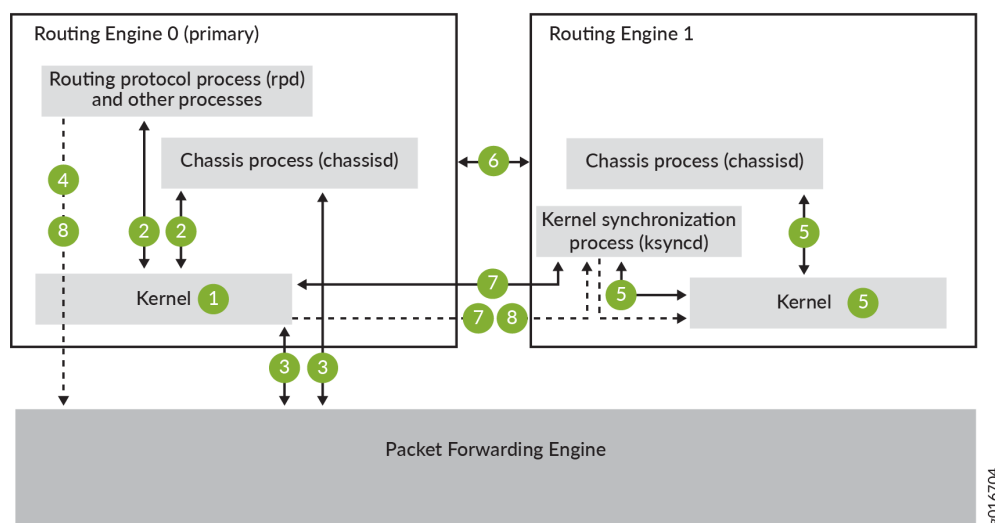 Routing Engine 0 (primary)
Routing protocol process (rpd)
and other processes
Chassis process (chassisd)
4
8
2
2
Kernel 1
3
3
6
7
7
8
Routing Engine 1
Chassis process (chassisd)
Kernel synchronization
process (ksyncd)
5
5
Kernel 5
Packet Forwarding Engine
g016704